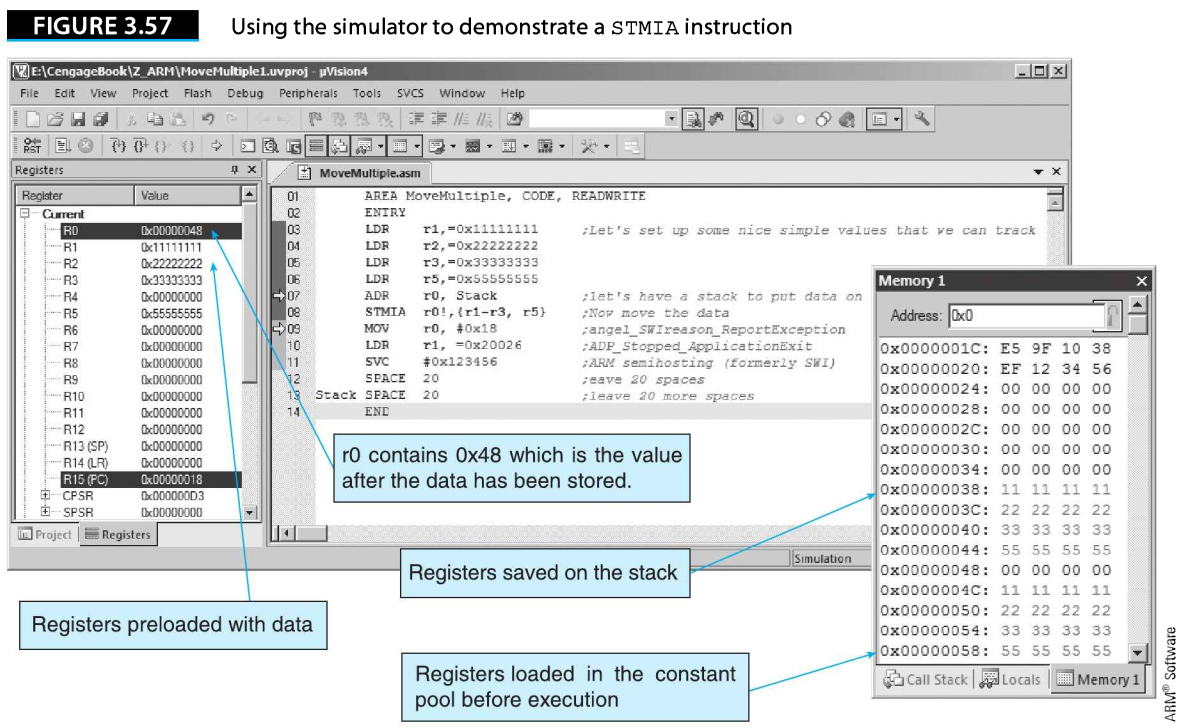 FIGURE 3.57 Using the simulator to demonstrate a STMIA instruction
E:\CengageBook\Z_ARM\MoveMultiple1.uvproj - µVision4
File Edit View Project Flash Debug Peripherals Tools SVCS Window Help
RST
Registers
Register Value
Current
R0 0x00000048
R1 0x11111111
R2 0x22222222
R3 0x33333333
R4 0x00000000
R5 0x55555555
R6 0x00000000
R7 0x00000000
R8 0x00000000
R9 0x00000000
R10 0x00000000
R11 0x00000000
R12 0x00000000
R13 (SP) 0x00000000
R14 (LR) 0x00000000
R15 (PC) 0x00000018
CPSR 0x000000D3
SPSR 0x00000000
Project Registers
MoveMultiple.asm
01 AREA MoveMultiple, CODE, READWRITE
02 ENTRY
03 LDR r1,=0x11111111 ;Let's set up some nice simple values that we can track
04 LDR r2,=0x22222222
05 LDR r3,=0x33333333
06 LDR r5,=0x55555555
07 ADR r0, Stack ;let's have a stack to put data on
08 STMIA r0!,{r1-r3, r5} ;Now move the data
09 MOV r0, #0x18 ;angel_SWIreason_ReportException
10 LDR r1, =0x20026 ;ADP_Stopped_ApplicationExit
11 SVC #0x123456 ;ARM semihosting (formerly SWI)
12 SPACE 20 ;eave 20 spaces
13 Stack SPACE 20 ;leave 20 more spaces
14 END
r0 contains 0x48 which is the value
after the data has been stored.
Registers saved on the stack
Simulation
Registers preloaded with data
Registers loaded in the constant
pool before execution
Memory 1
Address: 0x0
0x0000001C: E5 9F 10 38
0x00000020: EF 12 34 56
0x00000024: 00 00 00 00
0x00000028: 00 00 00 00
0x0000002C: 00 00 00 00
0x00000030: 00 00 00 00
0x00000034: 00 00 00 00
0x00000038: 11 11 11 11
0x0000003C: 22 22 22 22
0x00000040: 33 33 33 33
0x00000044: 55 55 55 55
0x00000048: 00 00 00 00
0x0000004C: 11 11 11 11
0x00000050: 22 22 22 22
0x00000054: 33 33 33 33
0x00000058: 55 55 55 55
Call Stack Locals Memory 1
ARM® Software